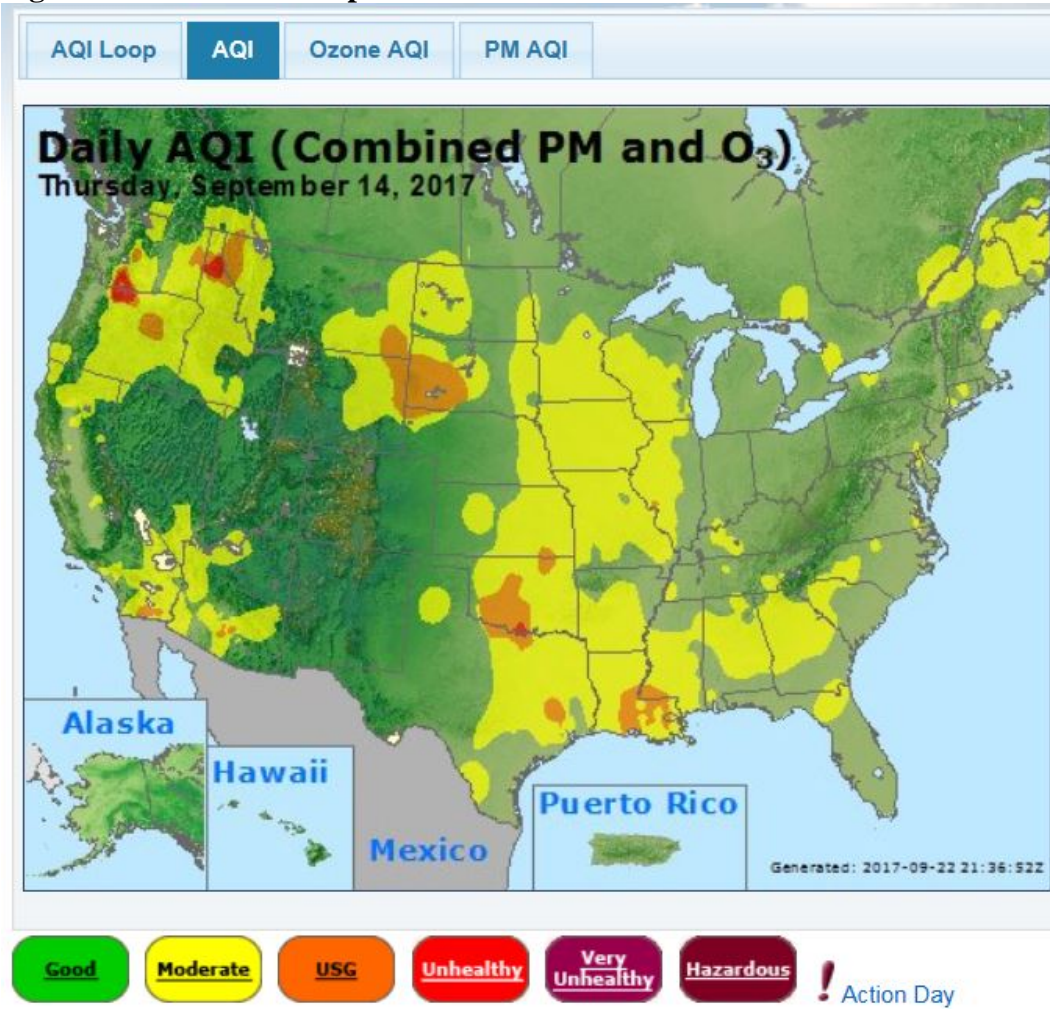 AQI Loop AQI Ozone AQI PM AQI
Daily AQI (Combined PM and O₃)
Thursday, September 14, 2017
Alaska
Hawaii
Puerto Rico
Mexico
Generated: 2017-09-22 21:36:52Z
Good Moderate USG Unhealthy Very Unhealthy Hazardous ! Action Day